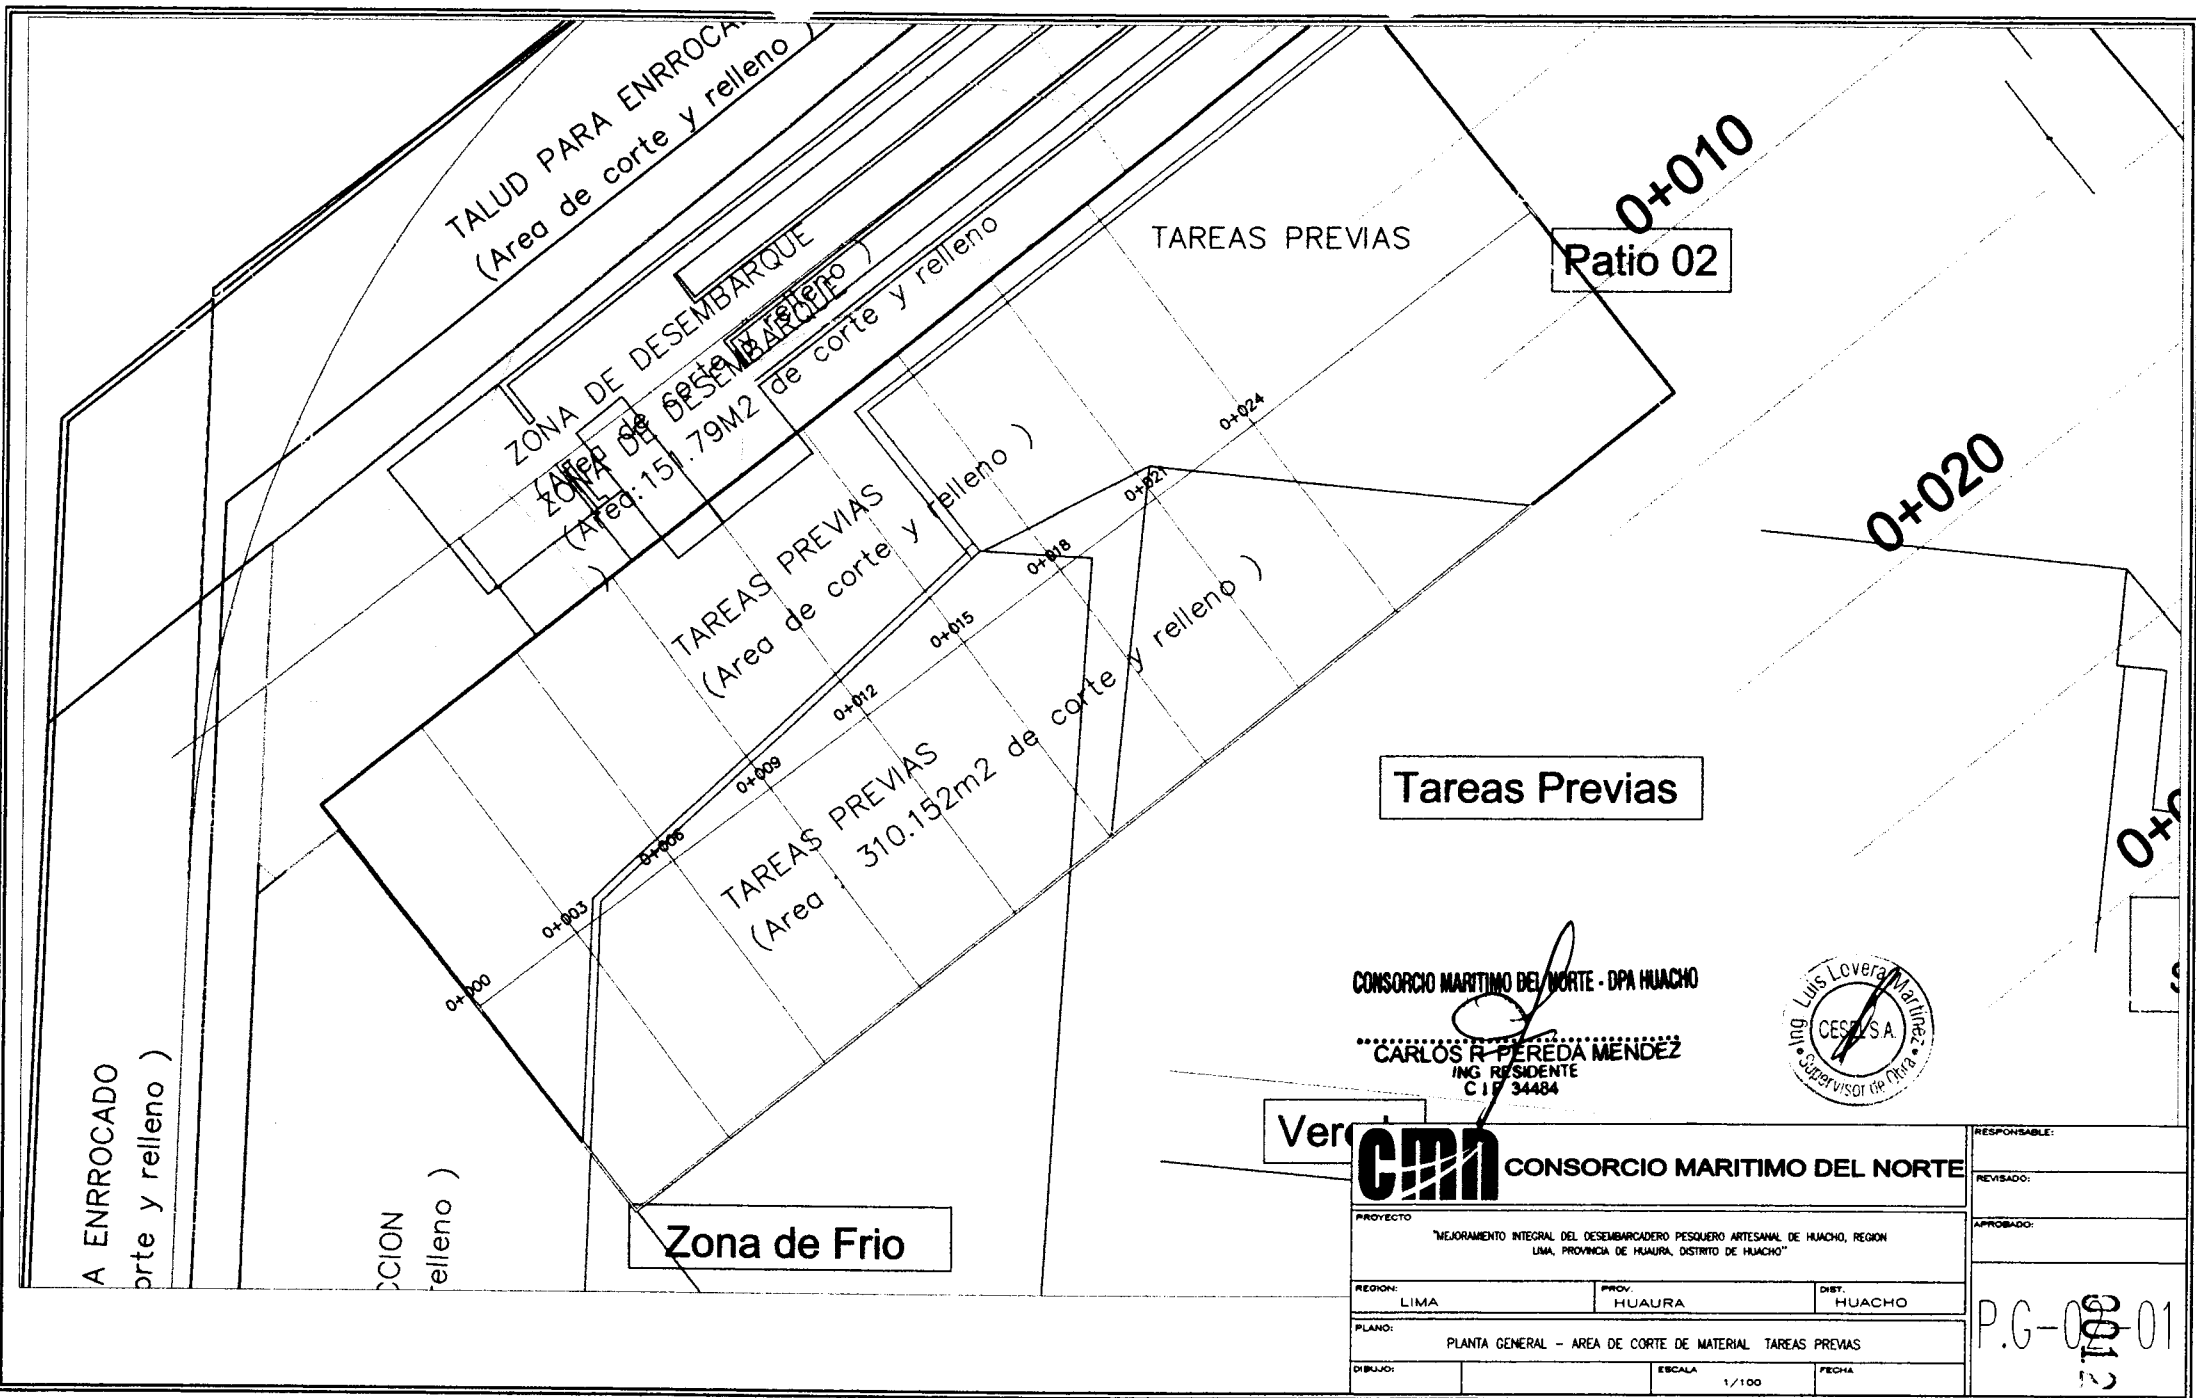 TALUD PARA ENRROCA
(Area de corte y relleno )
ZONA DE DESEMBARQUE
(Area de corte y relleno )
ZONA DE DESEMBARQUE
(Area: 151.79M2 de corte y relleno
)
TAREAS PREVIAS
Patio 02
0+010
0+020
TAREAS PREVIAS
(Area de corte y relleno )
TAREAS PREVIAS
(Area : 310.152m2 de corte y relleno )
0+000
0+003
0+006
0+009
0+012
0+015
0+018
0+021
0+024
Tareas Previas
Zona de Frio
A ENRROCADO
orte y relleno )
CCION
elleno )
CONSORCIO MARITIMO DEL NORTE - DPA HUACHO
CARLOS R PEREDA MENDEZ
ING RESIDENTE
CIP 34484
Ing Luis Lovera Martinez
CESEL S.A.
Supervisor de Obra
cmn CONSORCIO MARITIMO DEL NORTE
PROYECTO
"MEJORAMIENTO INTEGRAL DEL DESEMBARCADERO PESQUERO ARTESANAL DE HUACHO, REGION
LIMA, PROVINCIA DE HUAURA, DISTRITO DE HUACHO"
REGION: LIMA
PROV. HUAURA
DIST. HUACHO
PLANO:
PLANTA GENERAL - AREA DE CORTE DE MATERIAL TAREAS PREVIAS
DIBUJO:
ESCALA 1/100
FECHA
RESPONSABLE:
REVISADO:
APROBADO: